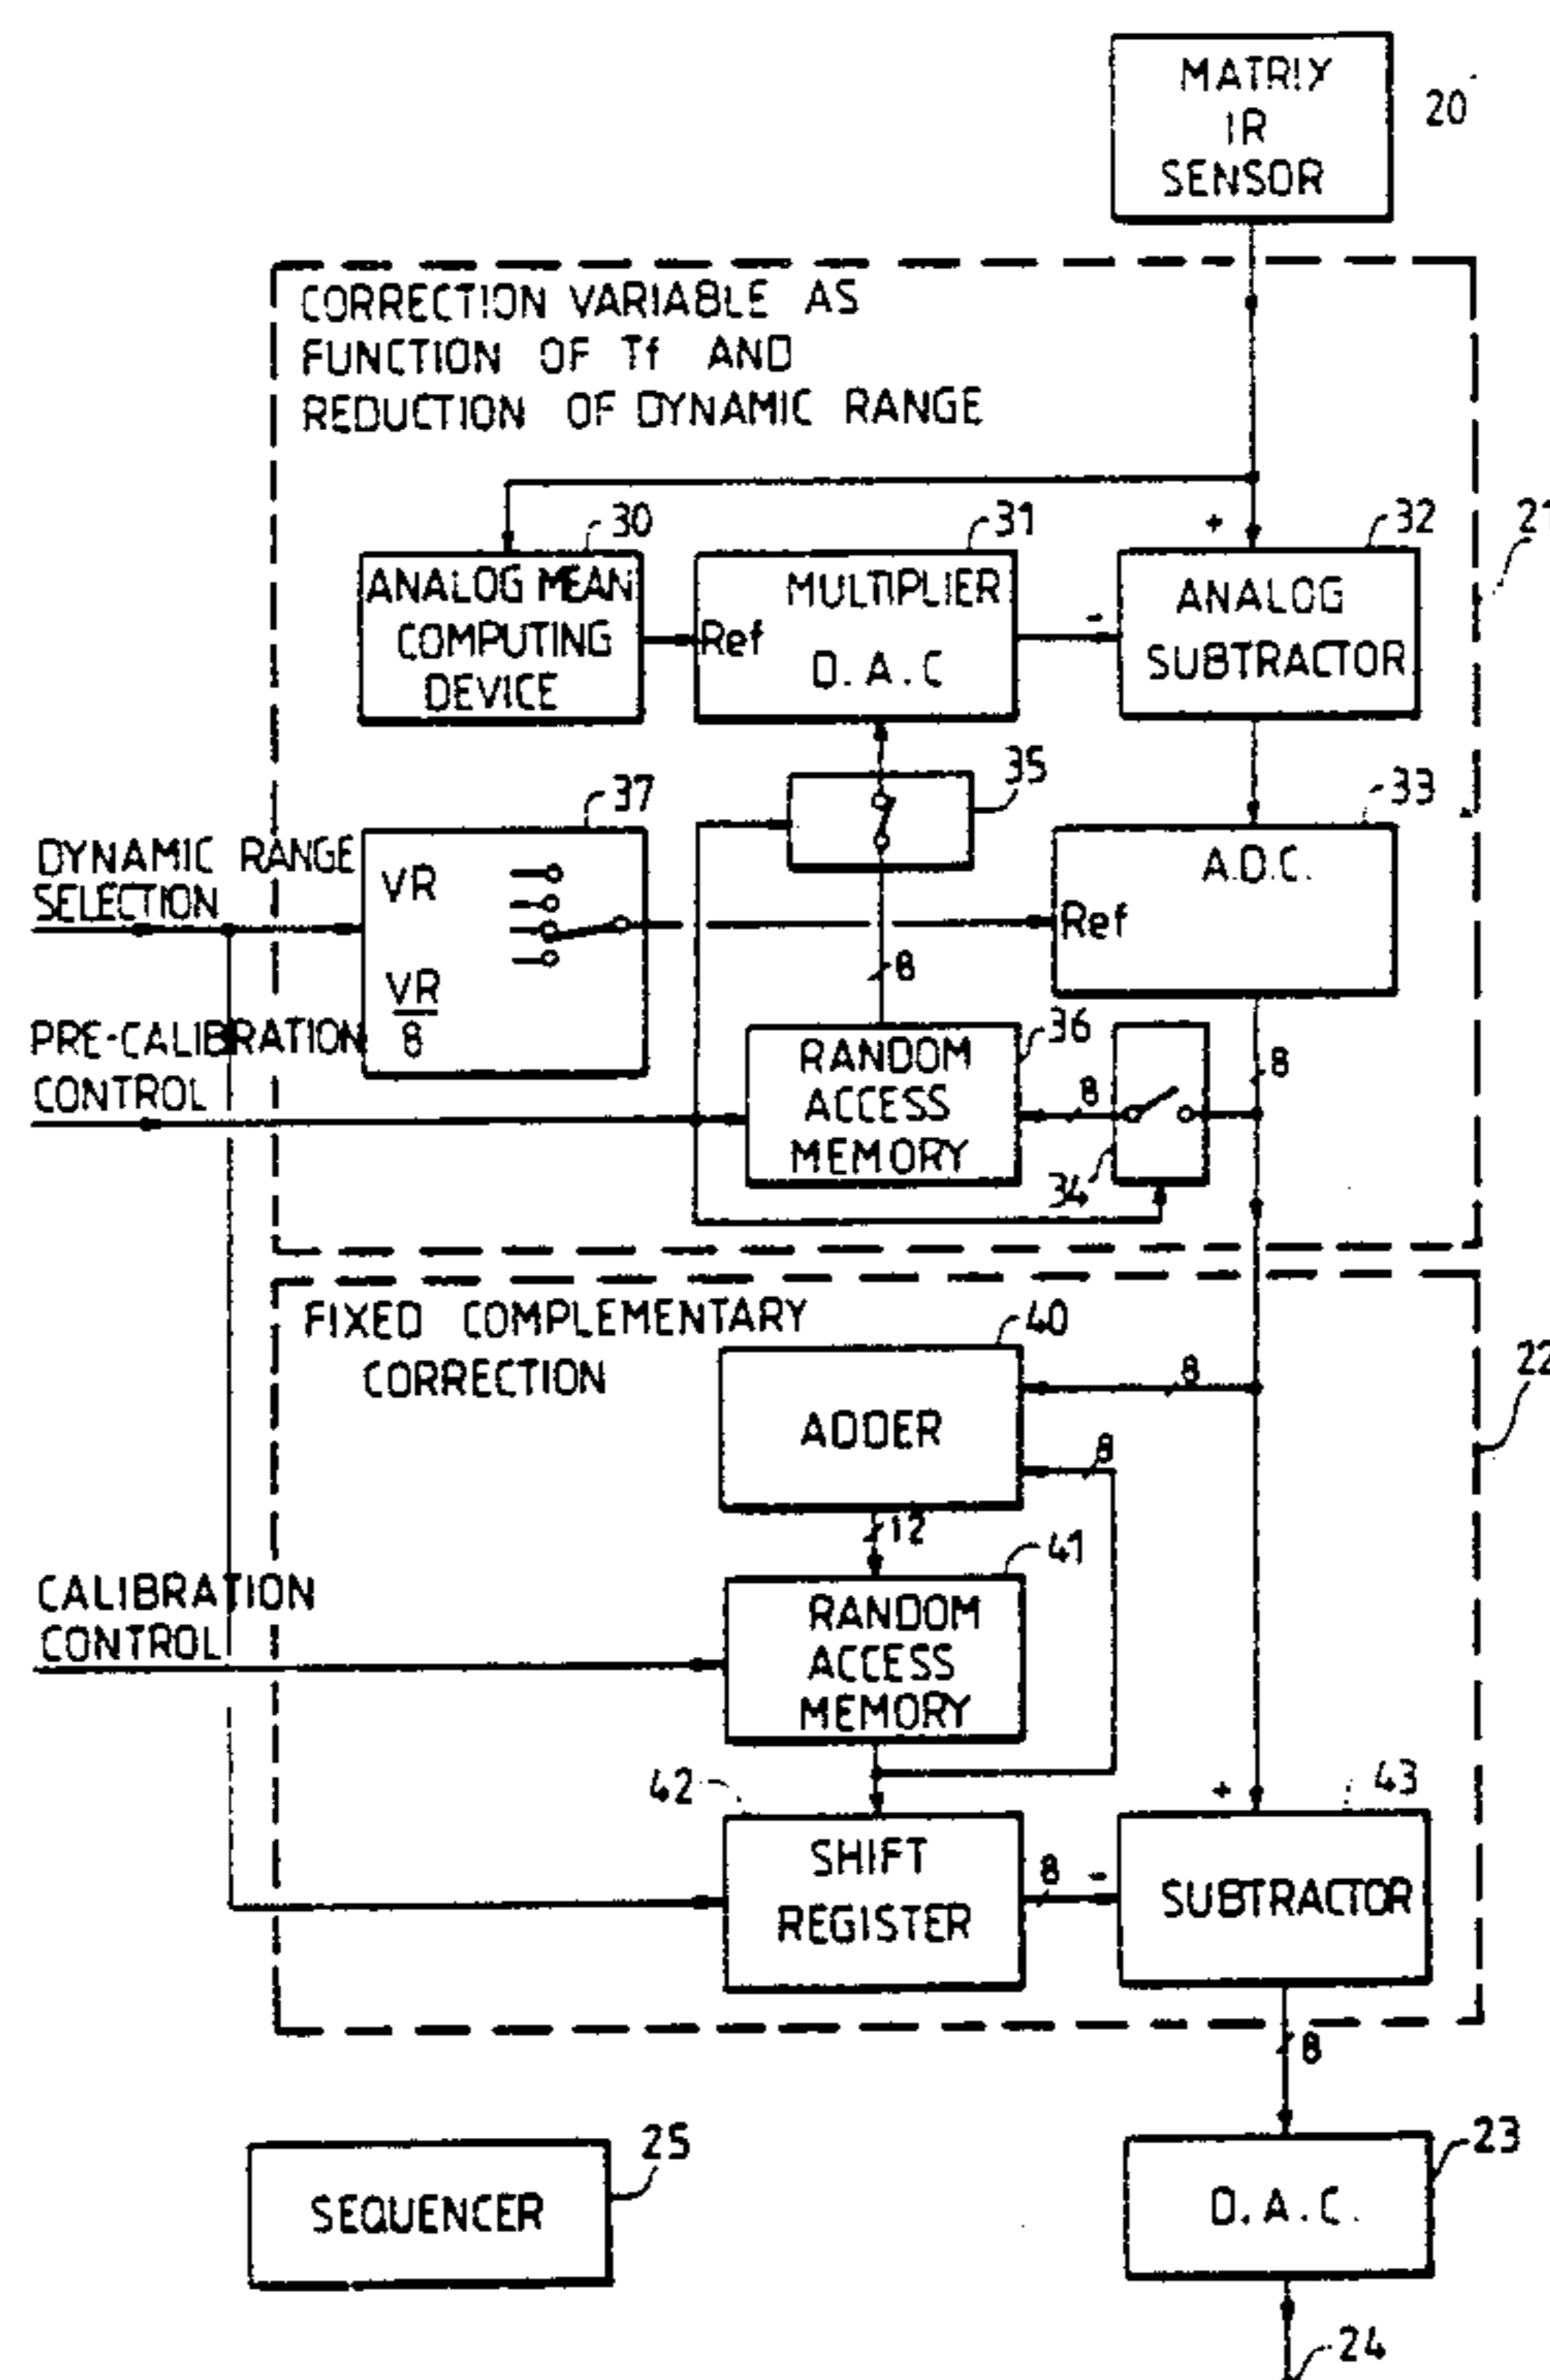 MATRIX
IR
SENSOR
20
CORRECTION VARIABLE AS
FUNCTION OF Tf AND
REDUCTION OF DYNAMIC RANGE
21
30
31
32
+
ANALOG MEAN
COMPUTING
DEVICE
Ref
MULTIPLIER
D.A.C
-
ANALOG
SUBTRACTOR
35
33
37
DYNAMIC RANGE
SELECTION
VR
VR
8
A.D.C.
Ref
8
PRE-CALIBRATION
CONTROL
36
RANDOM
ACCESS
MEMORY
8
34
8
FIXED COMPLEMENTARY
CORRECTION
40
22
ADDER
8
8
12
41
CALIBRATION
CONTROL
RANDOM
ACCESS
MEMORY
42
+
43
SHIFT
REGISTER
8
-
SUBTRACTOR
8
SEQUENCER
25
D.A.C.
23
24